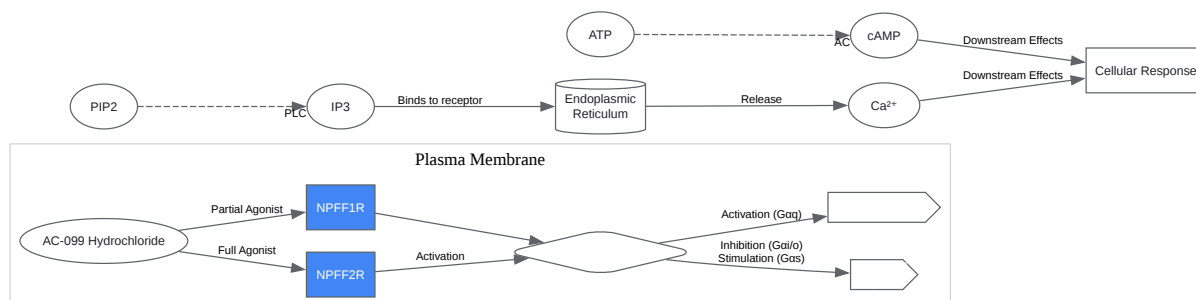 ATP
AC
cAMP
Downstream Effects
Cellular Response
Downstream Effects
PIP2
PLC
IP3
Binds to receptor
Endoplasmic
Reticulum
Release
Ca²⁺
Plasma Membrane
AC-099 Hydrochloride
Partial Agonist
NPFF1R
Full Agonist
NPFF2R
Activation
Activation (Gαq)
Inhibition (Gαi/o)
Stimulation (Gαs)